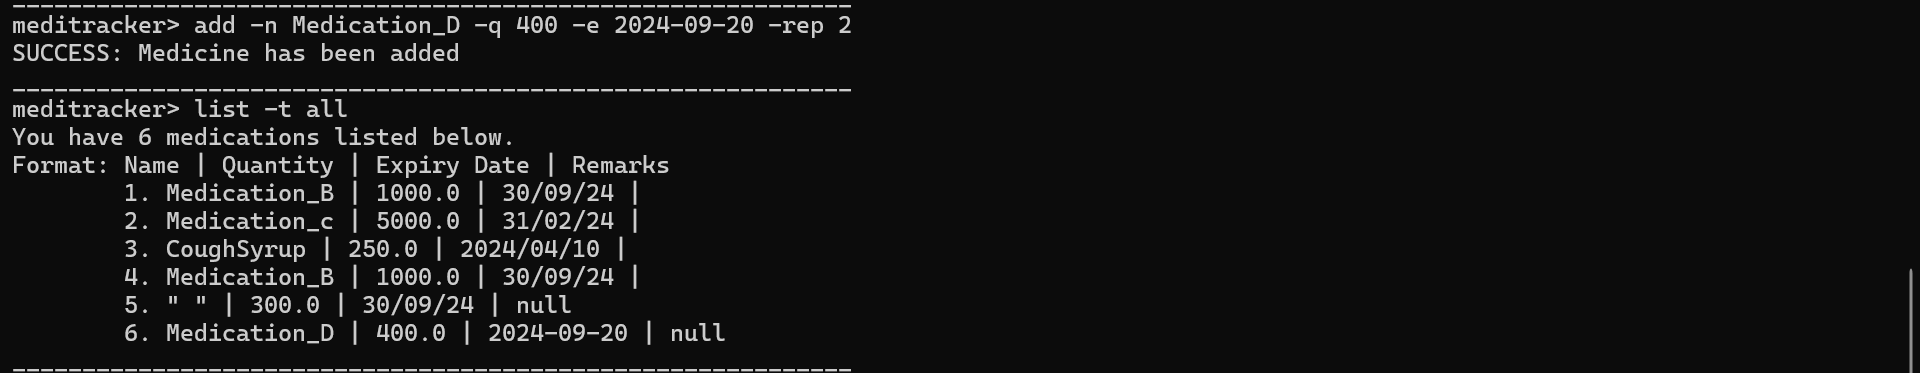 ____________________________________________________________
meditracker> add -n Medication_D -q 400 -e 2024-09-20 -rep 2
SUCCESS: Medicine has been added
____________________________________________________________
meditracker> list -t all
You have 6 medications listed below.
Format: Name | Quantity | Expiry Date | Remarks
        1. Medication_B | 1000.0 | 30/09/24 |
        2. Medication_c | 5000.0 | 31/02/24 |
        3. CoughSyrup | 250.0 | 2024/04/10 |
        4. Medication_B | 1000.0 | 30/09/24 |
        5. " " | 300.0 | 30/09/24 | null
        6. Medication_D | 400.0 | 2024-09-20 | null
____________________________________________________________